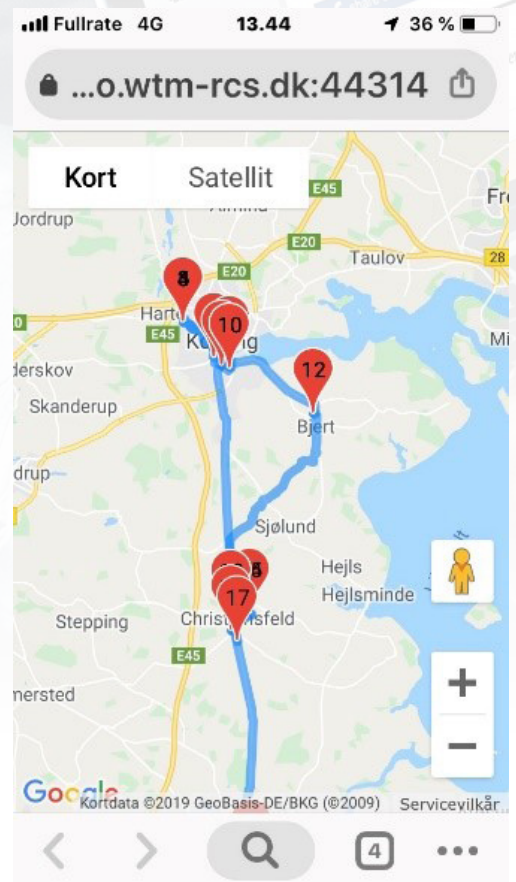 Fullrate 4G 13.44 36 %
...o.wtm-rcs.dk:44314
Kort Satellit
E45
Jordrup
E20
Taulov
28
E20
E45
10
12
Skanderup
Bjert
Sjølund
Hejls
Hejlsminde
17
Stepping
E45
Google
Kortdata ©2019 GeoBasis-DE/BKG (©2009) Servicevilkår
4